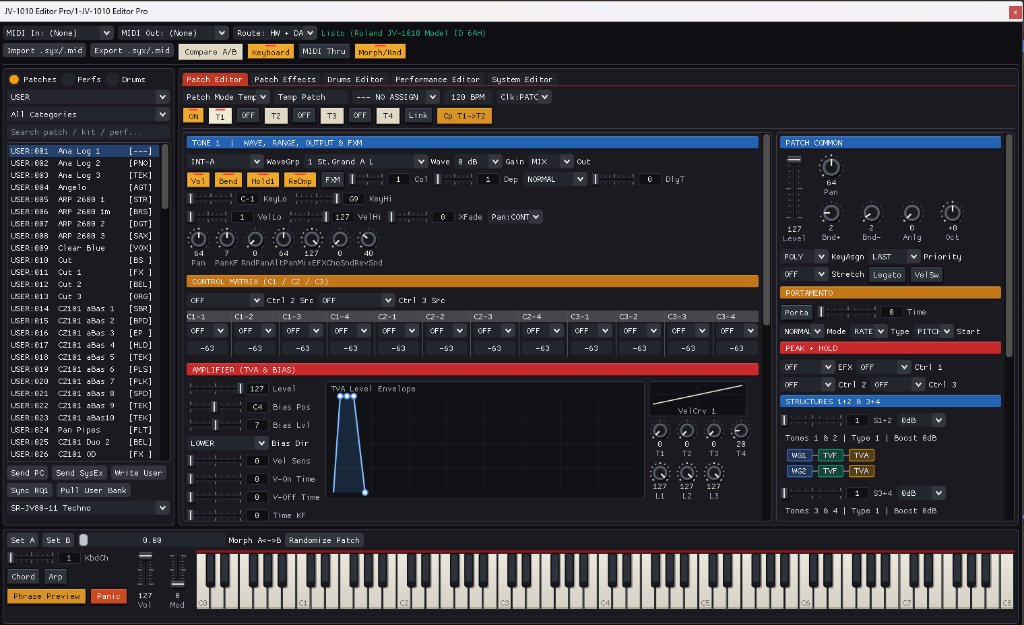 JV-1010 Editor Pro/1-JV-1010 Editor Pro
MIDI In: (None) MIDI Out: (None) Route: HW + DA Listo (Roland JV-1010 Model ID 6AH)
Import .syx/.mid Export .syx/.mid Compare A/B Keyboard MIDI Thru Morph/Rnd
Patches Perfs Drums
USER
All Categories
Search patch / kit / perf...
USER:001 Ana Log 1 [---]
USER:002 Ana Log 2 [PNO]
USER:003 Ana Log 3 [TEK]
USER:004 Angelo [AGT]
USER:005 ARP 2600 1 [STR]
USER:006 ARP 2600 1m [BRS]
USER:007 ARP 2600 2 [DGT]
USER:008 ARP 2600 3 [SAX]
USER:009 Clear Blue [VOX]
USER:010 Cut [BS ]
USER:011 Cut 1 [FX ]
USER:012 Cut 2 [BEL]
USER:013 Cut 3 [ORG]
USER:014 CZ101 aBas 1 [SBR]
USER:015 CZ101 aBas 2 [BPD]
USER:016 CZ101 aBas 3 [EP ]
USER:017 CZ101 aBas 4 [HLD]
USER:018 CZ101 aBas 5 [TEK]
USER:019 CZ101 aBas 6 [PLS]
USER:020 CZ101 aBas 7 [PLK]
USER:021 CZ101 aBas 8 [SPD]
USER:022 CZ101 aBas 9 [TEK]
USER:023 CZ101 aBas10 [TEK]
USER:024 Pan Pipes [FLT]
USER:025 CZ101 Duo 2 [BEL]
USER:026 CZ101 OD [FX ]
Send PC Send SysEx Write User
Sync RQ1 Pull User Bank
SR-JV80-11 Techno
Patch Editor Patch Effects Drums Editor Performance Editor System Editor
Patch Mode Temp Temp Patch --- NO ASSIGN 120 BPM Clk:PATC
ON T1 OFF T2 OFF T3 OFF T4 Link Cp T1->T2
TONE 1 | WAVE, RANGE, OUTPUT & FXM
INT-A WaveGrp 1 St.Grand A L Wave 0 dB Gain MIX Out
Vol Bend Hold1 ReDmp FXM 1 Col 1 Dep NORMAL 0 DlyT
C-1 KeyLo G9 KeyHi
1 VelLo 127 VelHi 0 XFade Pan:CONT
64 7 0 64 127 0 40
Pan PanKF RndPan AltPan MixEFX ChoSnd RevSnd
CONTROL MATRIX (C1 / C2 / C3)
OFF Ctrl 2 Src OFF Ctrl 3 Src
C1-1 C1-2 C1-3 C1-4 C2-1 C2-2 C2-3 C2-4 C3-1 C3-2 C3-3 C3-4
OFF OFF OFF OFF OFF OFF OFF OFF OFF OFF OFF OFF
-63 -63 -63 -63 -63 -63 -63 -63 -63 -63 -63 -63
AMPLIFIER (TVA & BIAS)
127 Level
C4 Bias Pos
7 Bias Lvl
LOWER Bias Dir
0 Vel Sens
0 V-On Time
0 V-Off Time
0 Time KF
TVA Level Envelope
VelCrv 1
0 0 0 20
T1 T2 T3 T4
127 127 127
L1 L2 L3
PATCH COMMON
64
Pan
127
Level
2 2 0 +0
Bnd+ Bnd- Anlg Oct
POLY KeyAsgn LAST Priority
OFF Stretch Legato VelSw
PORTAMENTO
Porta 0 Time
NORMAL Mode RATE Type PITCH Start
PEAK + HOLD
OFF EFX OFF Ctrl 1
OFF Ctrl 2 OFF Ctrl 3
STRUCTURES 1+2 & 3+4
1 S1+2 0dB
Tones 1 & 2 | Type 1 | Boost 0dB
WG1 TVF TVA
WG2 TVF TVA
1 S3+4 0dB
Tones 3 & 4 | Type 1 | Boost 0dB
Set A Set B 0.00 Morph A<->B Randomize Patch
1 KbdCh
Chord Arp
Phrase Preview Panic
127 0
Vol Mod
C0 C1 C2 C3 C4 C5 C6 C7 C8